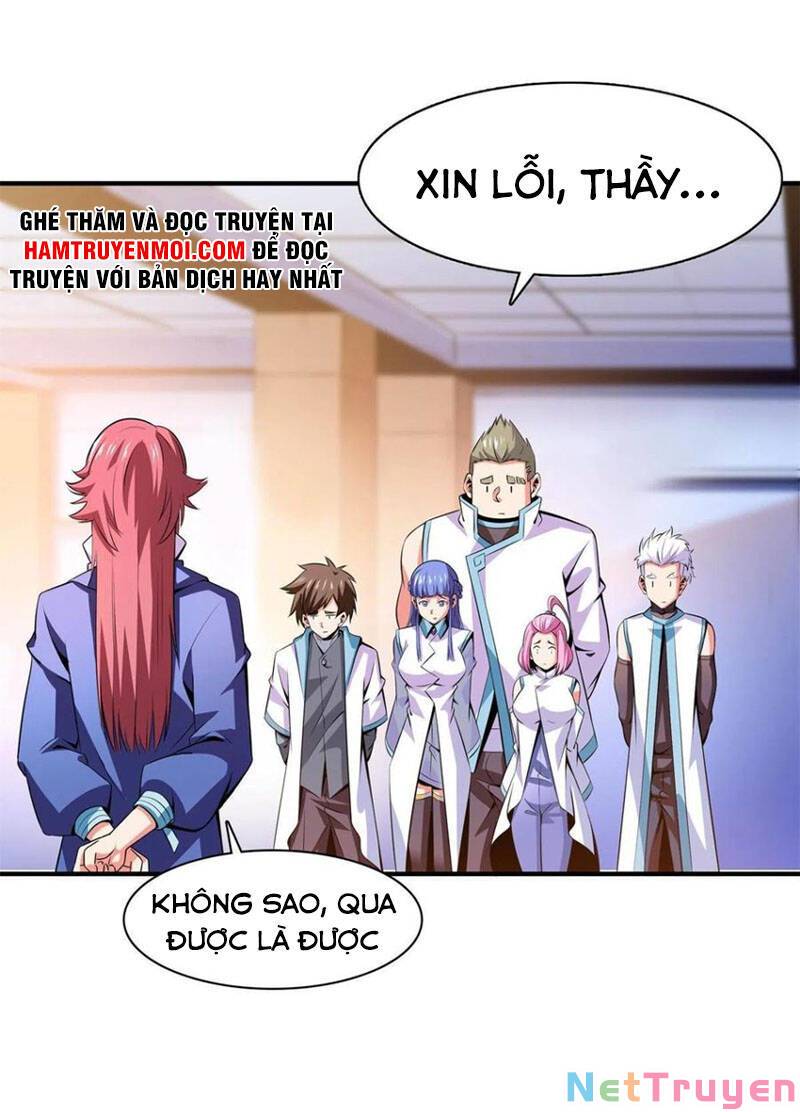 XIN LỖI, THẦY...
GHÉ THĂM VÀ ĐỌC TRUYỆN TẠI
HAMTRUYENMOI.COM ĐỂ ĐỌC
TRUYỆN VỚI BẢN DỊCH HAY NHẤT
KHÔNG SAO, QUA
ĐƯỢC LÀ ĐƯỢC
NetTruyen